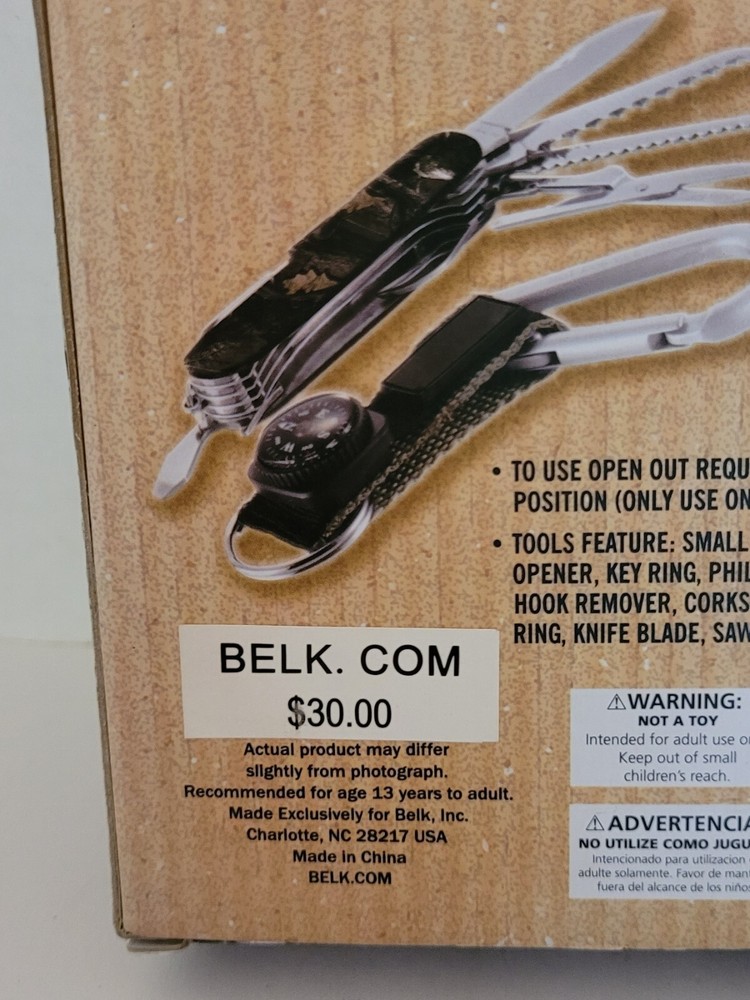 • TO USE OPEN OUT REQU
POSITION (ONLY USE ON
• TOOLS FEATURE: SMALL
OPENER, KEY RING, PHIL
HOOK REMOVER, CORKS
RING, KNIFE BLADE, SAW
BELK. COM
$30.00
Actual product may differ
slightly from photograph.
Recommended for age 13 years to adult.
Made Exclusively for Belk, Inc.
Charlotte, NC 28217 USA
Made in China
BELK.COM
⚠WARNING:
NOT A TOY
Intended for adult use o
Keep out of small
children's reach.
⚠ADVERTENCIA
NO UTILIZE COMO JUGU
Intencionado para utilizacion
adulte solamente. Favor de man
fuera del alcance de los niños